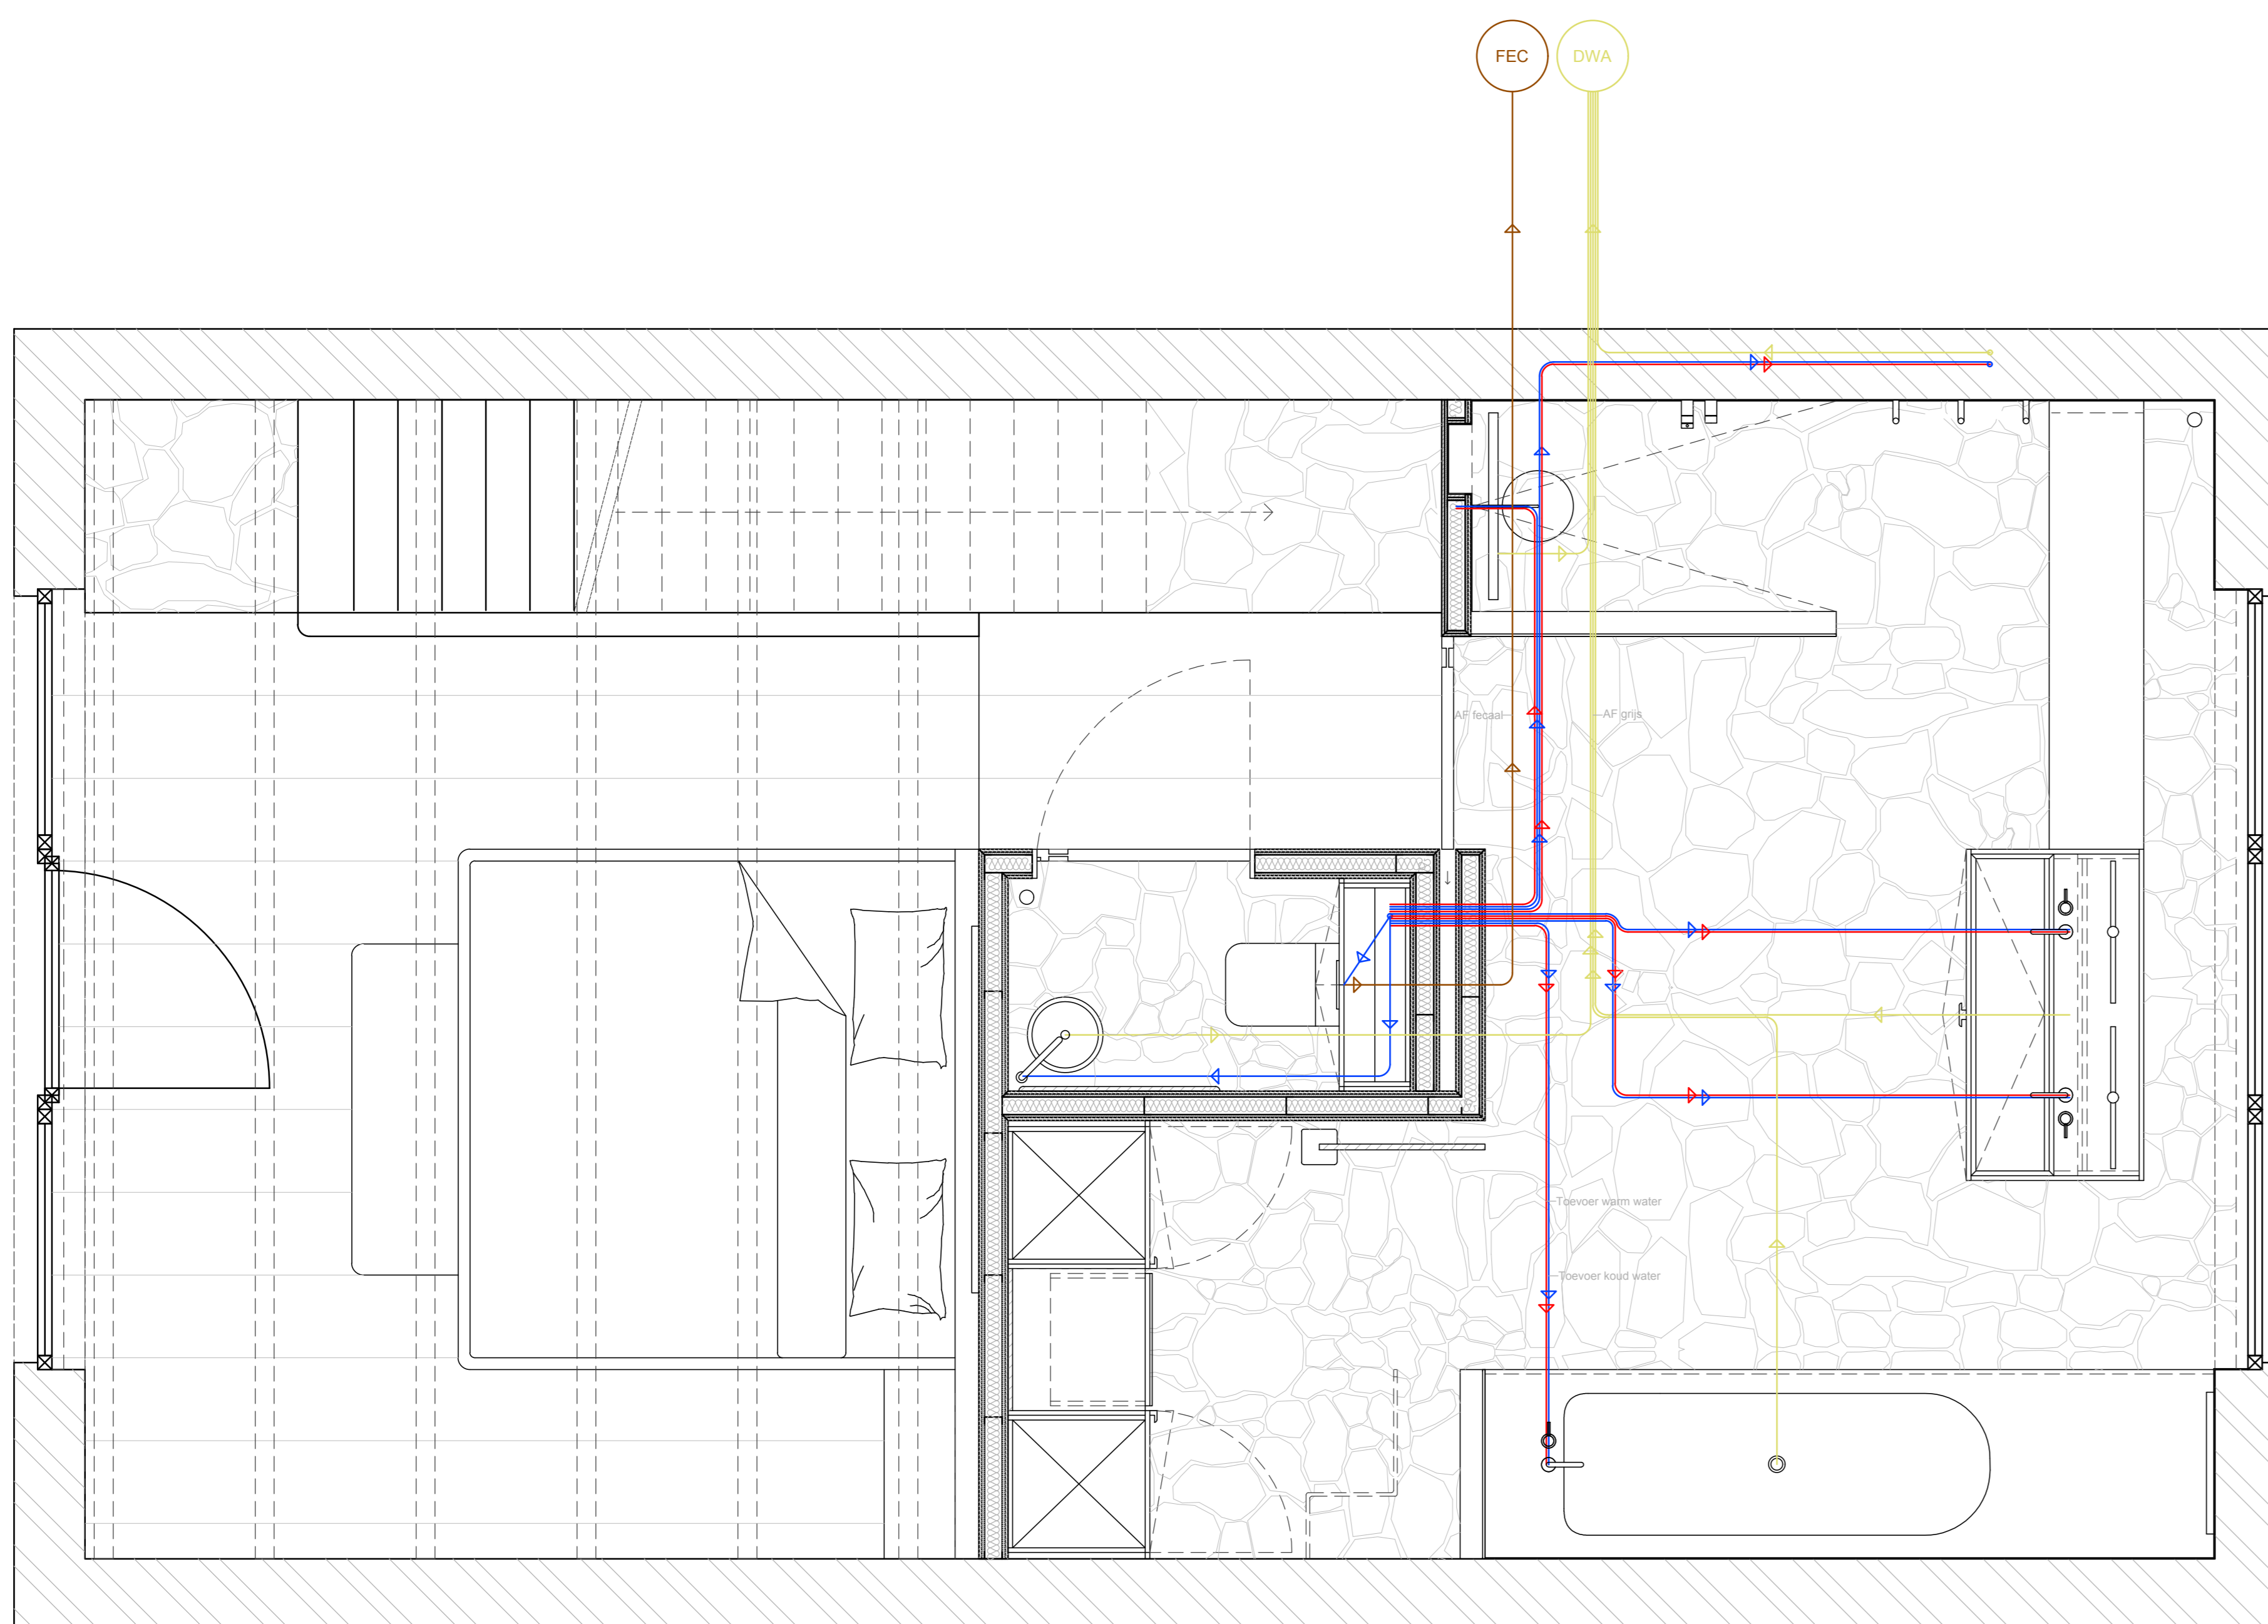 FEC
DWA
AF fecaal
AF grijs
Toevoer warm water
Toevoer koud water